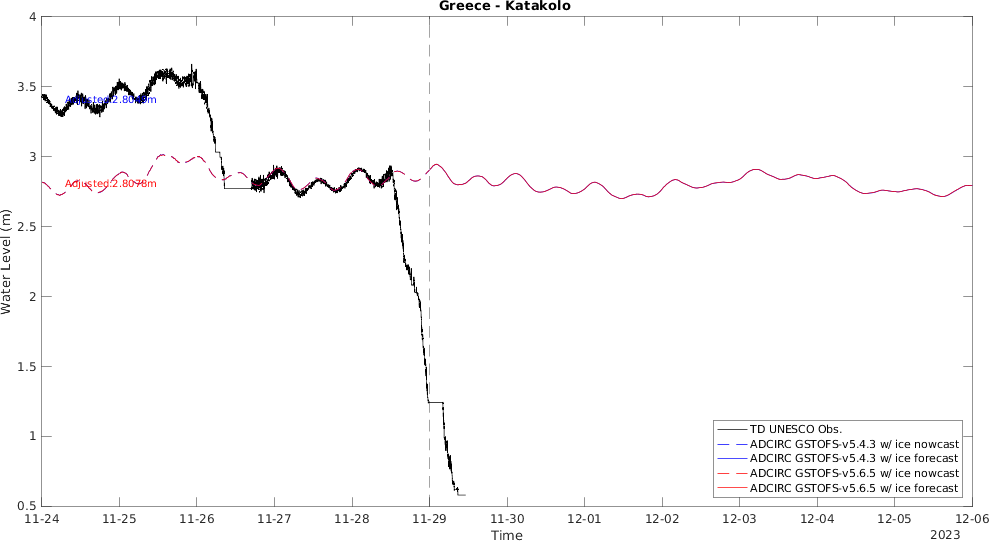 Greece - Katakolo
4
3.5
3
2.5
2
1.5
1
0.5
Water Level (m)
Adjusted:2.8078m
11-24
11-25
11-26
11-27
11-28
11-29
11-30
12-01
12-02
12-03
12-04
12-05
12-06
Time
2023
TD UNESCO Obs.
ADCIRC GSTOFS-v5.4.3 w/ ice nowcast
ADCIRC GSTOFS-v5.4.3 w/ ice forecast
ADCIRC GSTOFS-v5.6.5 w/ ice nowcast
ADCIRC GSTOFS-v5.6.5 w/ ice forecast